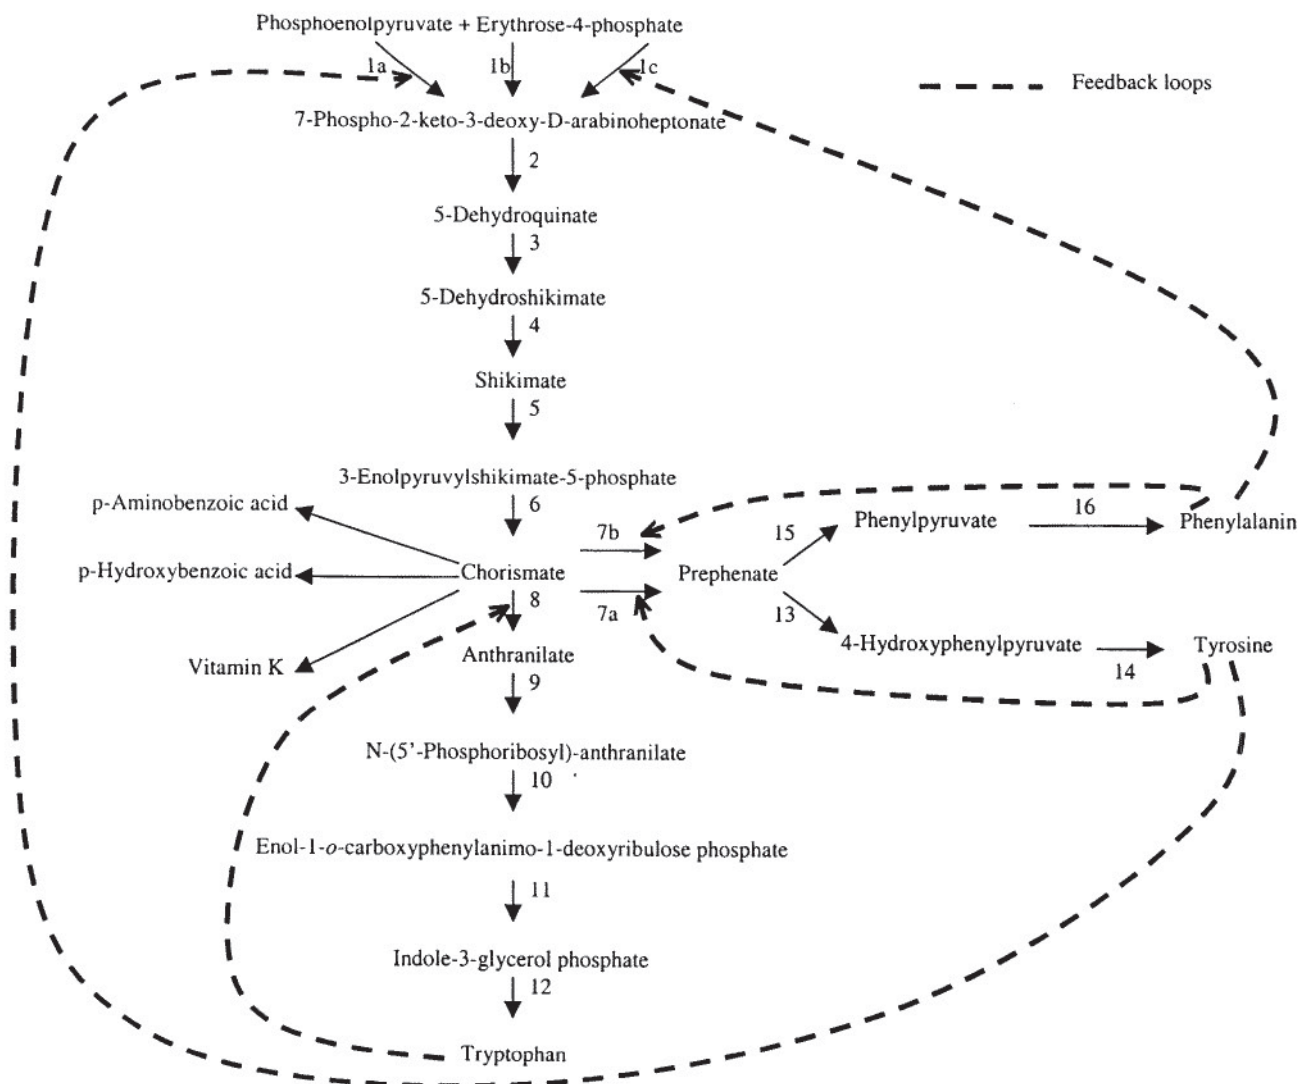 Phosphoenolpyruvate + Erythrose-4-phosphate
1a
1b
1c
Feedback loops
7-Phospho-2-keto-3-deoxy-D-arabinoheptonate
2
5-Dehydroquinate
3
5-Dehydroshikimate
4
Shikimate
5
3-Enolpyruvylshikimate-5-phosphate
p-Aminobenzoic acid
6
7b
15
Phenylpyruvate
16
Phenylalanin
p-Hydroxybenzoic acid
Chorismate
Prephenate
8
7a
13
Vitamin K
Anthranilate
4-Hydroxyphenylpyruvate
14
Tyrosine
9
N-(5'-Phosphoribosyl)-anthranilate
10
Enol-1-o-carboxyphenylanimo-1-deoxyribulose phosphate
11
Indole-3-glycerol phosphate
12
Tryptophan